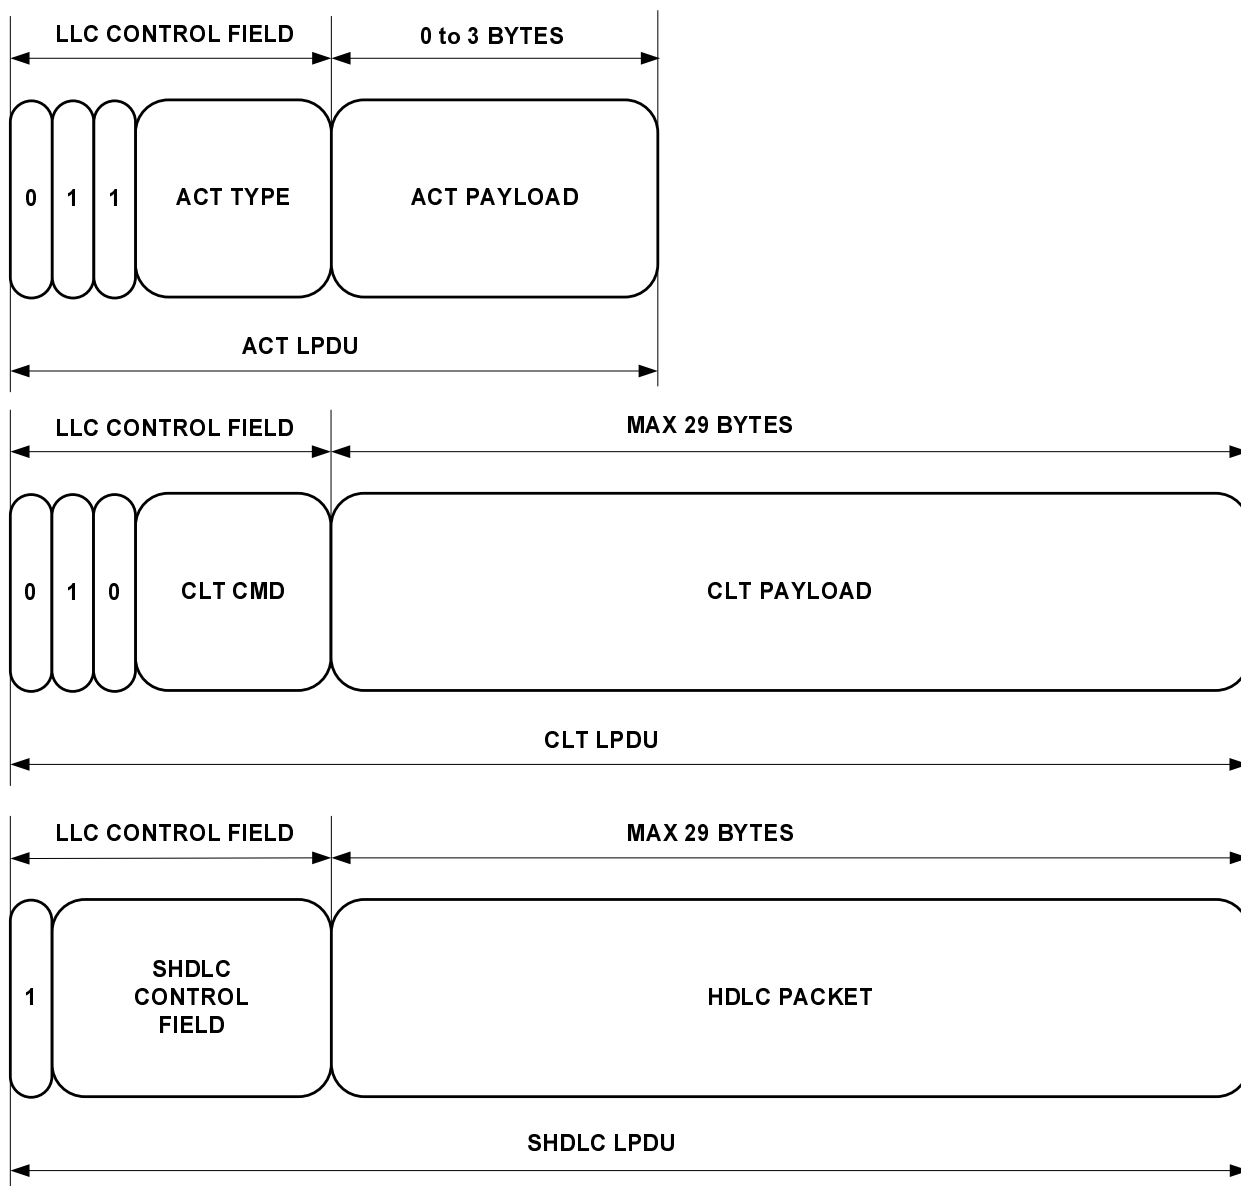 LLC CONTROL FIELD
0 to 3 BYTES
0
1
1
ACT TYPE
ACT PAYLOAD
ACT LPDU
LLC CONTROL FIELD
MAX 29 BYTES
0
1
0
CLT CMD
CLT PAYLOAD
CLT LPDU
LLC CONTROL FIELD
MAX 29 BYTES
1
SHDLC
CONTROL
FIELD
HDLC PACKET
SHDLC LPDU